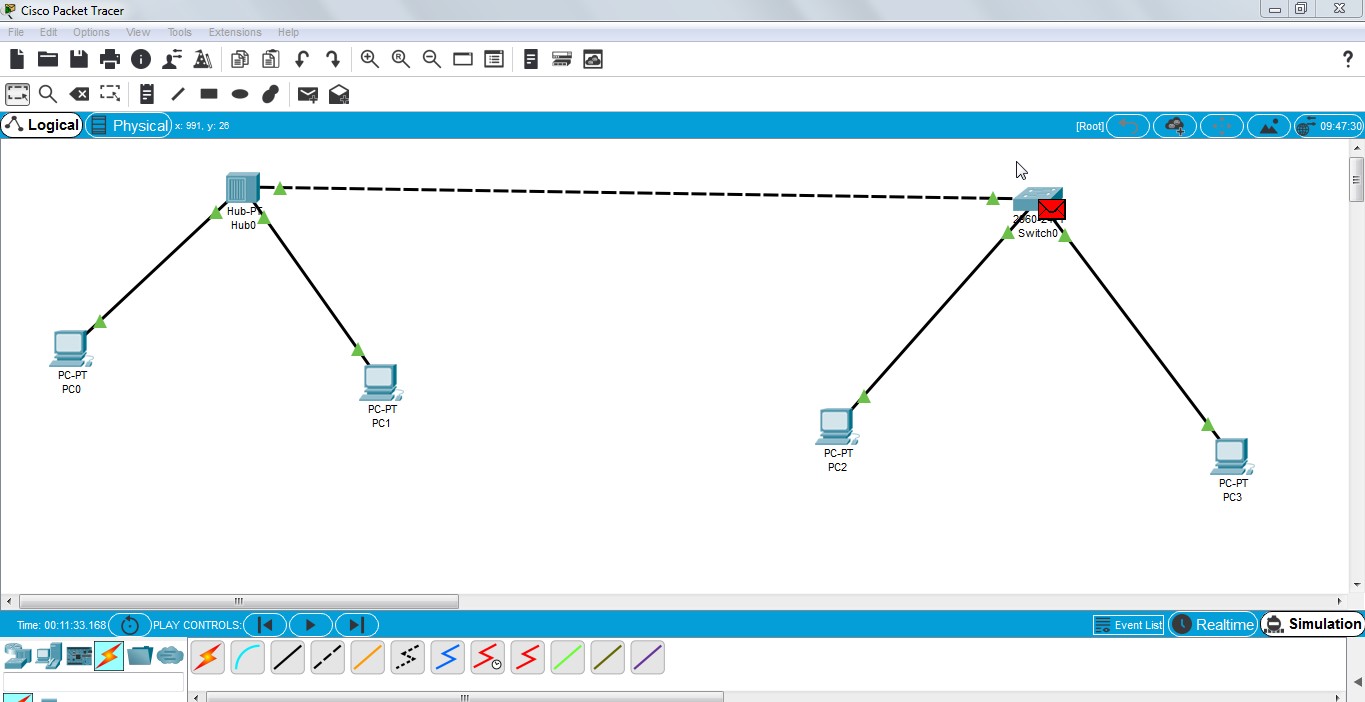 Cisco Packet Tracer
File Edit Options View Tools Extensions Help
Logical Physical x: 991, y: 26 [Root] 09:47:30
Hub-PT
Hub0
Switch0
PC-PT
PC0
PC-PT
PC1
PC-PT
PC2
PC-PT
PC3
Time: 00:11:33.168 PLAY CONTROLS: Event List Realtime Simulation